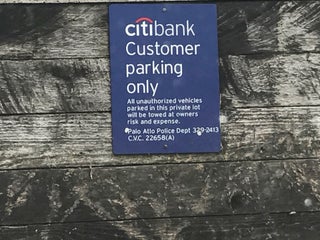 citibank
Customer
parking
only
All unauthorized vehicles
parked in this private lot
will be towed at owners
risk and expense.
Palo Atlo Police Dept 329-2413
C.V.C. 22658(A)